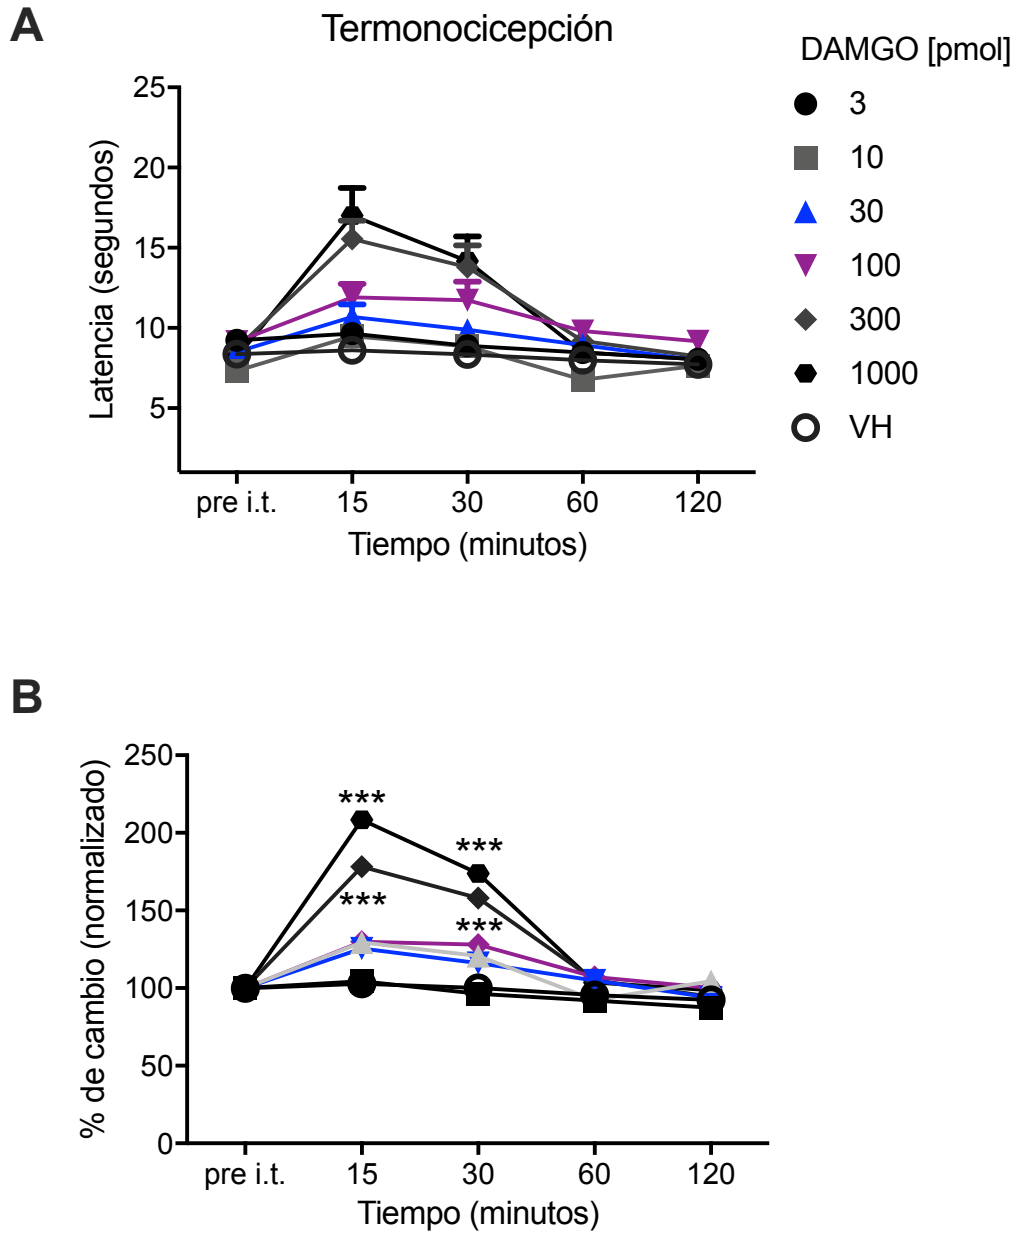 A
Termonocicepción
DAMGO [pmol]
3
10
30
100
300
1000
VH
Latencia (segundos)
25
20
15
10
5
pre i.t. 15 30 60 120
Tiempo (minutos)
B
% de cambio (normalizado)
250
200
150
100
50
0
***
***
***
***
pre i.t. 15 30 60 120
Tiempo (minutos)